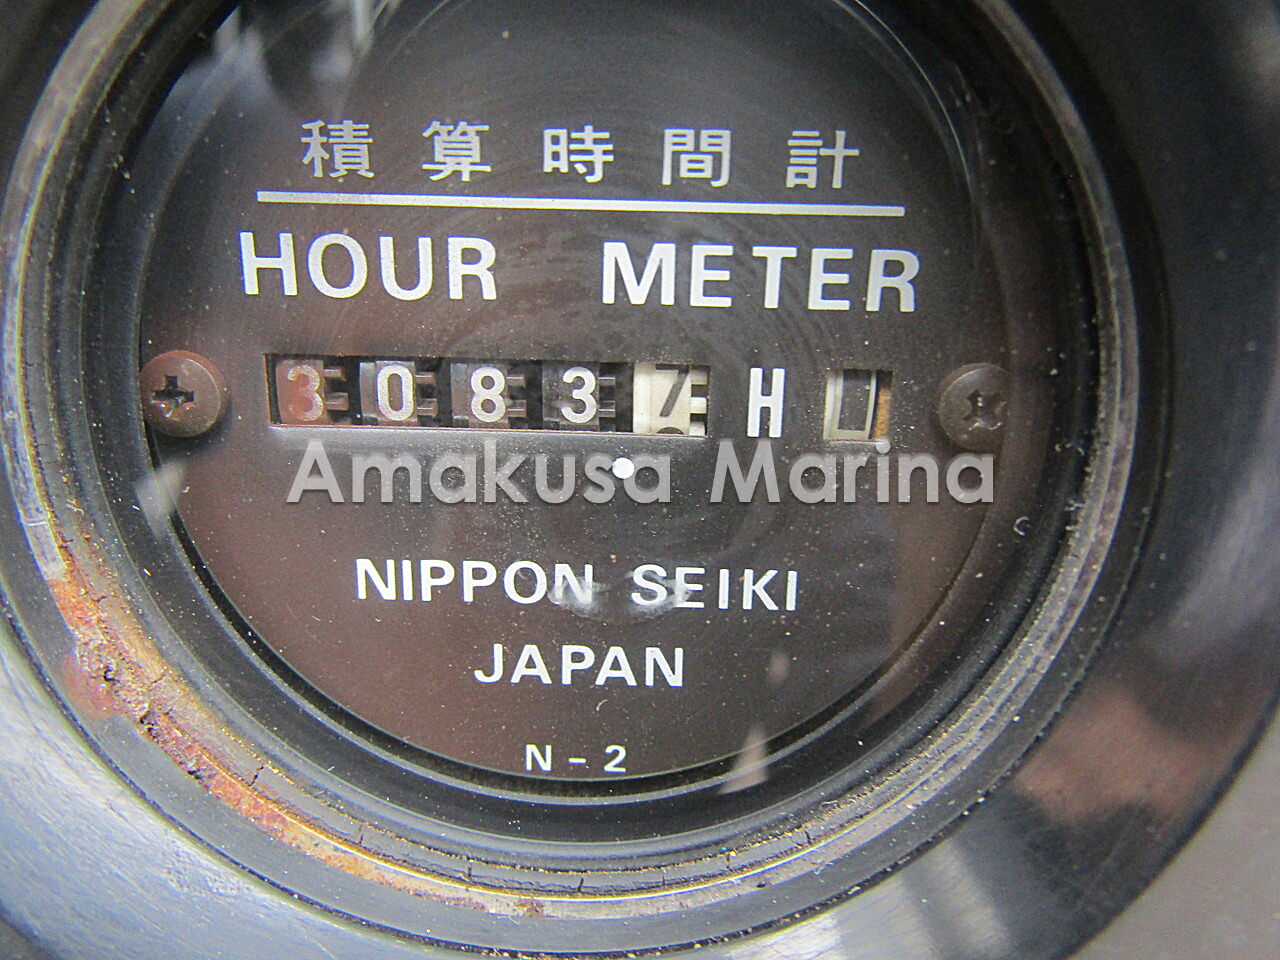 積算時間計
HOUR METER
30837 H
Amakusa Marina
NIPPON SEIKI
JAPAN
N-2